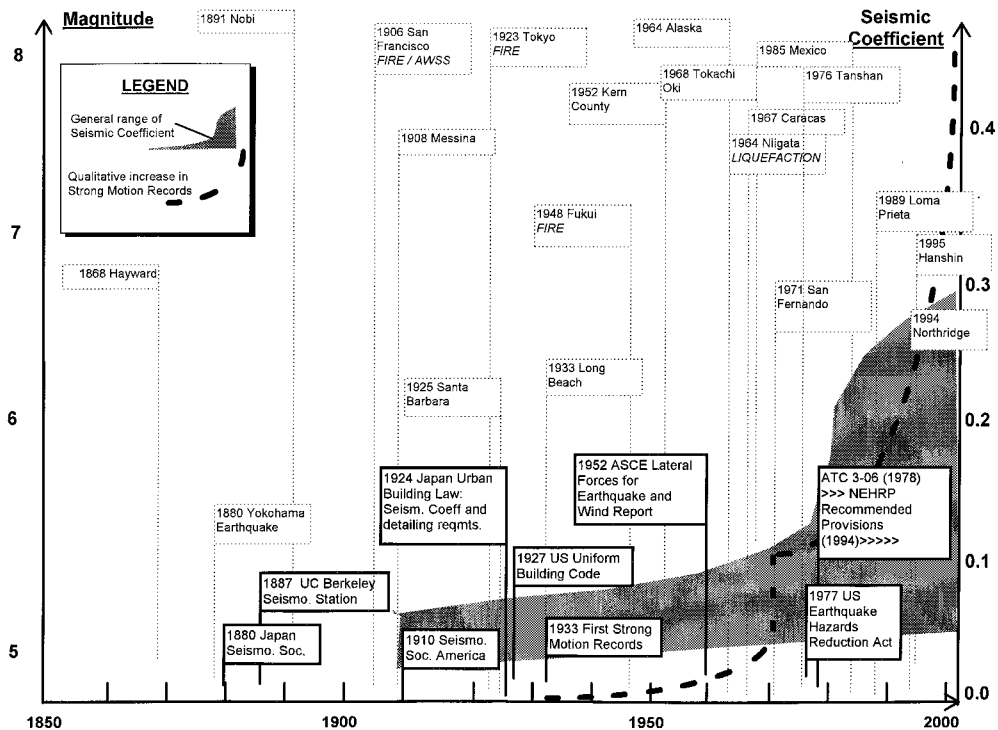 Magnitude
Seismic
Coefficient
8
7
6
5
LEGEND
General range of
Seismic Coefficient
Qualitative increase in
Strong Motion Records
1891 Nobi
1906 San
Francisco
FIRE / AWSS
1923 Tokyo
FIRE
1964 Alaska
1985 Mexico
1968 Tokachi
Oki
1976 Tanshan
1952 Kern
County
1967 Caracas
1908 Messina
1964 NIigata
LIQUEFACTION
1948 Fukui
FIRE
1989 Loma
Prieta
1995
Hanshin
1868 Hayward
1971 San
Fernando
1994
Northridge
1933 Long
Beach
1925 Santa
Barbara
1924 Japan Urban
Building Law:
Seism. Coeff and
detailing reqmts.
1952 ASCE Lateral
Forces for
Earthquake and
Wind Report
ATC 3-06 (1978)
>>> NEHRP
Recommended
Provisions
(1994)>>>>>
1880 Yokohama
Earthquake
1927 US Uniform
Building Code
1887 UC Berkeley
Seismo. Station
1977 US
Earthquake
Hazards
Reduction Act
1880 Japan
Seismo. Soc.
1910 Seismo.
Soc. America
1933 First Strong
Motion Records
0.4
0.3
0.2
0.1
0.0
1850
1900
1950
2000